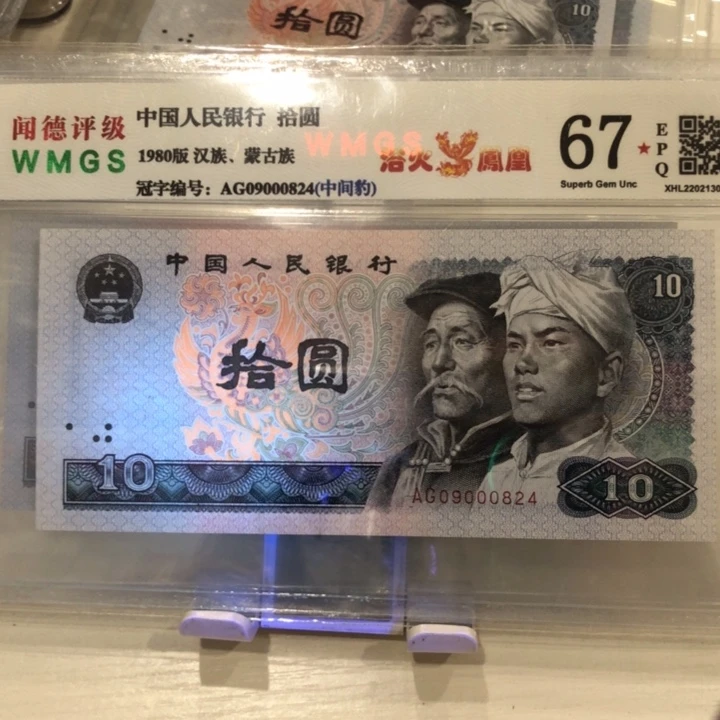 拾圆
10
闻德评级
WMGS
中国人民银行 拾圆
1980版 汉族、蒙古族
冠字编号：AG09000824(中间豹)
WMGS
浴火鳳凰
67★
EPQ
Superb Gem Unc
XHL2202130
中国人民银行
10
拾圆
10
AG09000824
10